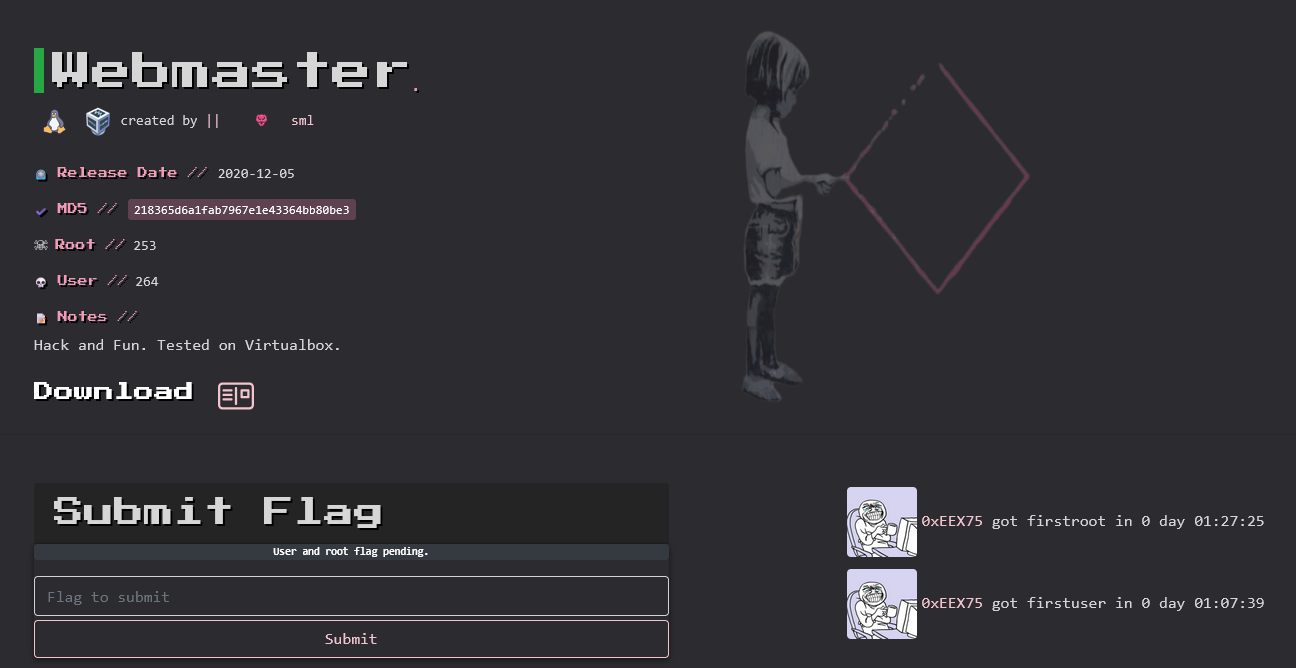 Webmaster.
created by || sml
Release Date // 2020-12-05
MD5 // 218365d6a1fab7967e1e43364bb80be3
Root // 253
User // 264
Notes //
Hack and Fun. Tested on Virtualbox.
Download
Submit Flag
User and root flag pending.
Flag to submit
Submit
0xEEX75 got firstroot in 0 day 01:27:25
0xEEX75 got firstuser in 0 day 01:07:39